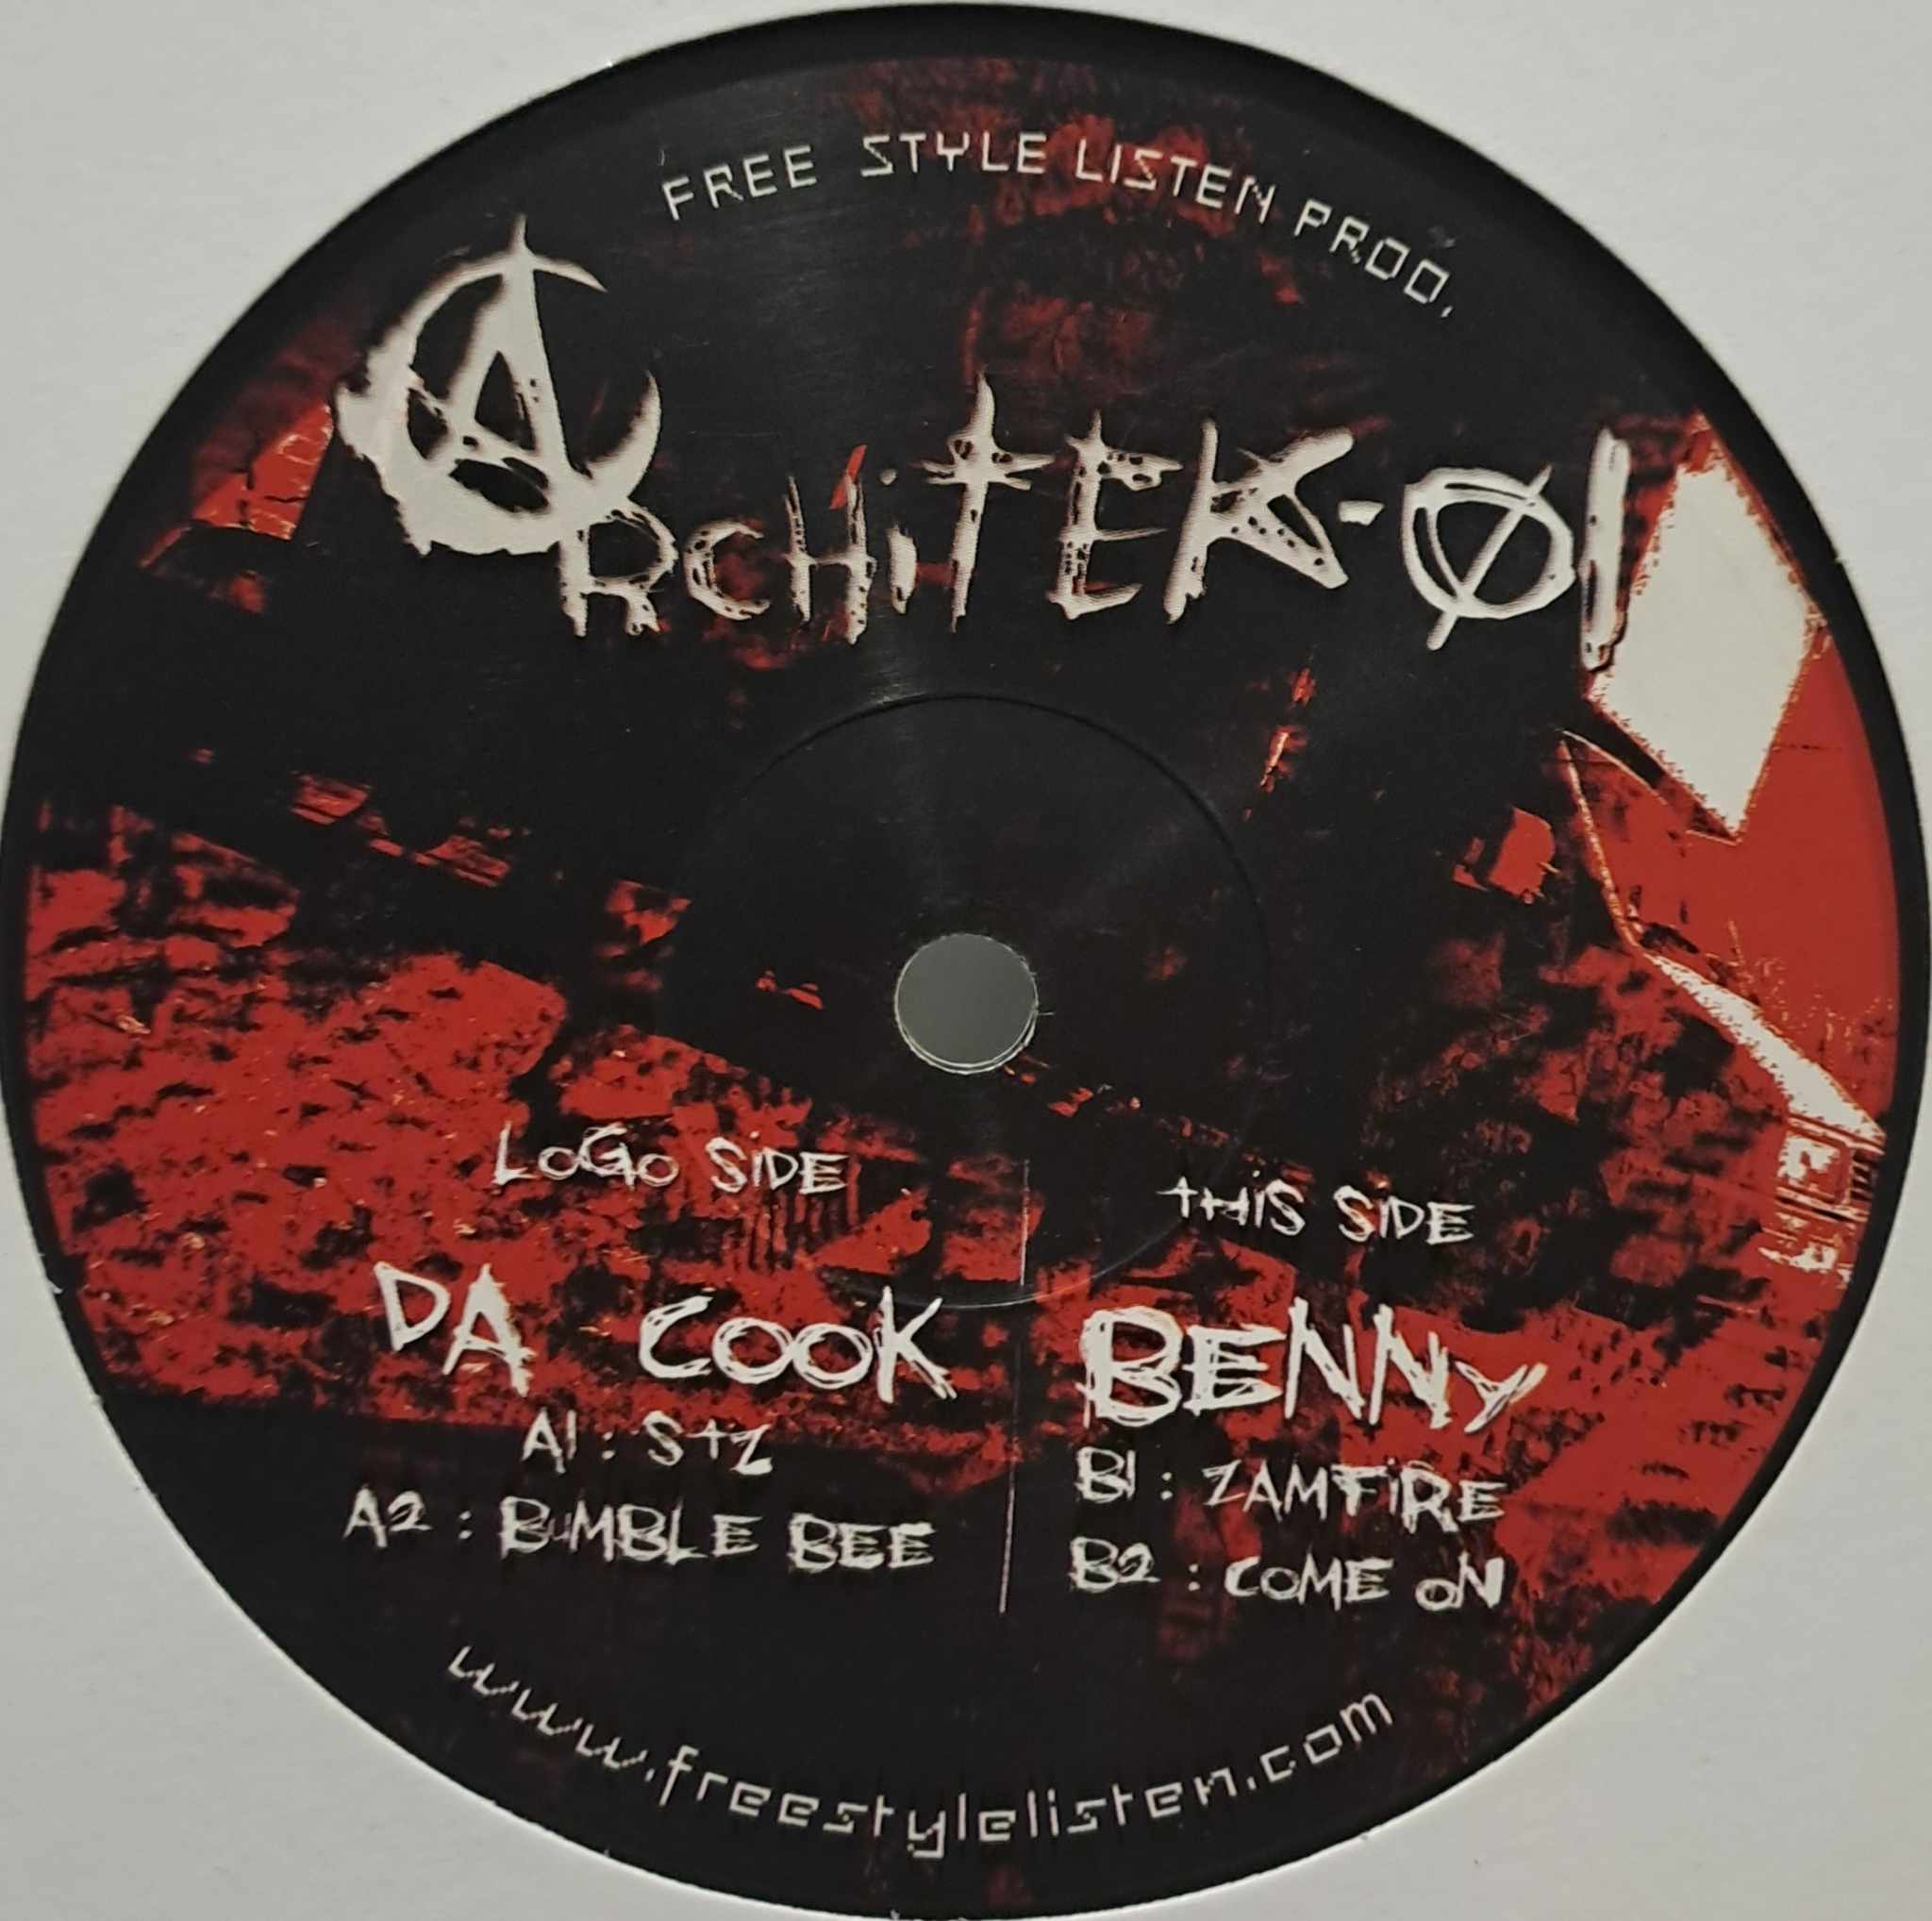 FREE STYLE LISTEN PROD.
ARCHiTEK-Ø1
LOGO SiDE
DA COOK
A1 : S+Z
A2 : BUMBLE BEE
tHiS SiDE
BENNy
B1 : ZAMFiRE
B2 : COME ON
www.freestylelisten.com